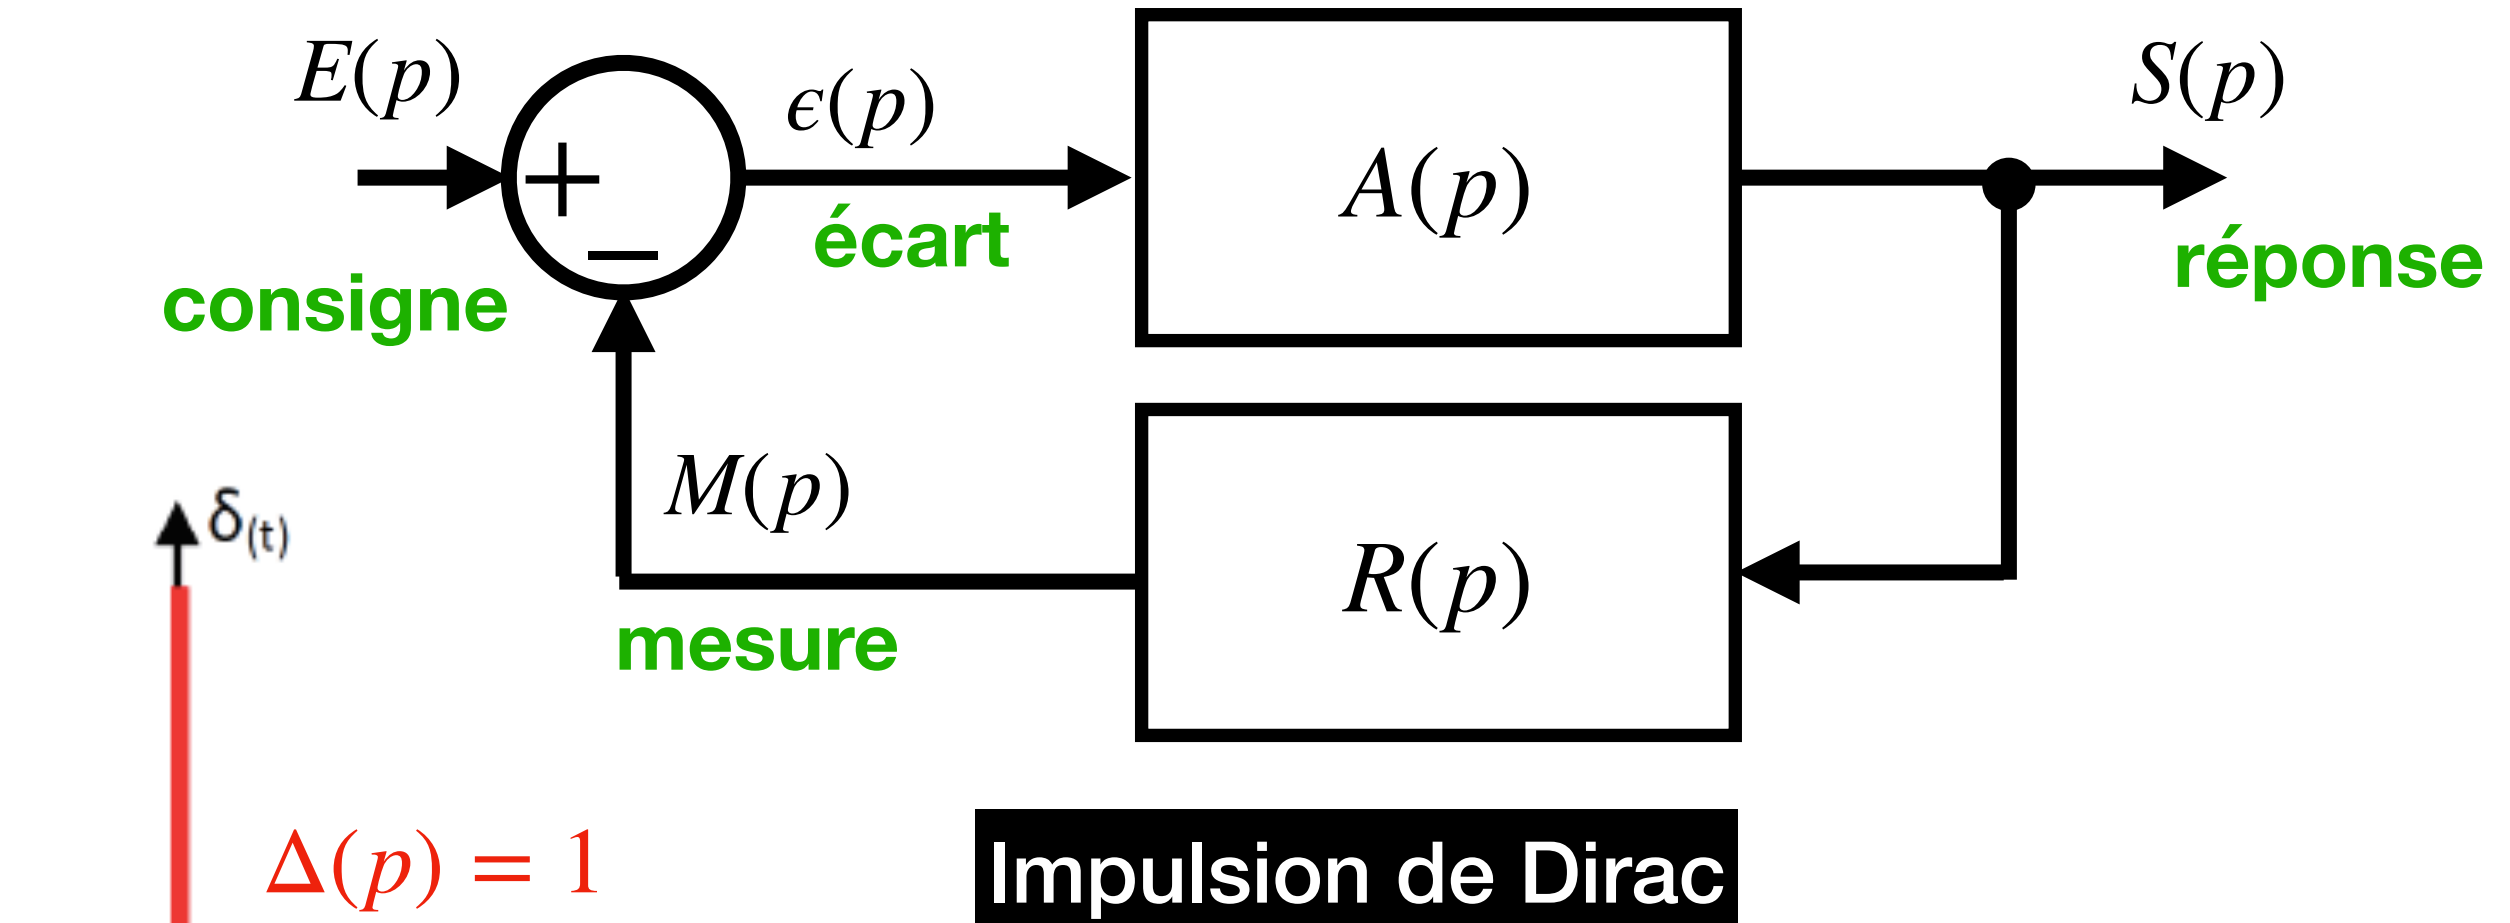 E(p)
ϵ(p)
S(p)
+
A(p)
−
écart
réponse
consigne
M(p)
δ(t)
R(p)
mesure
Δ(p) = 1
Impulsion de Dirac